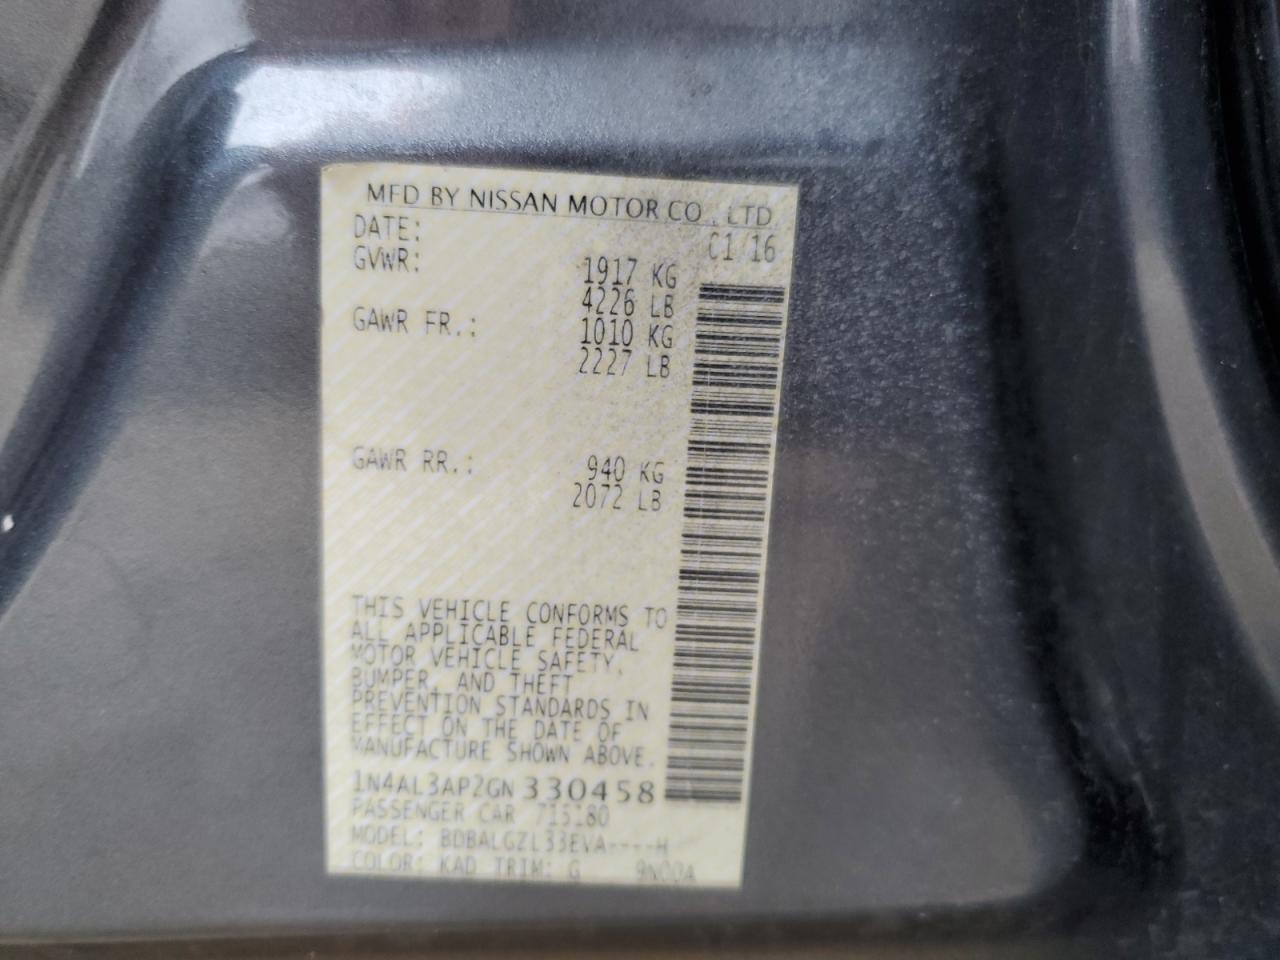 MFD BY NISSAN MOTOR CO., LTD
DATE: 01/16
GVWR: 1917 KG
4226 LB
GAWR FR.: 1010 KG
2227 LB
GAWR RR.: 940 KG
2072 LB
THIS VEHICLE CONFORMS TO
ALL APPLICABLE FEDERAL
MOTOR VEHICLE SAFETY,
BUMPER, AND THEFT
PREVENTION STANDARDS IN
EFFECT ON THE DATE OF
MANUFACTURE SHOWN ABOVE.
1N4AL3AP2GN330458
PASSENGER CAR 715180
MODEL: BDBALGZL33EVA----H
COLOR: KAD TRIM: G